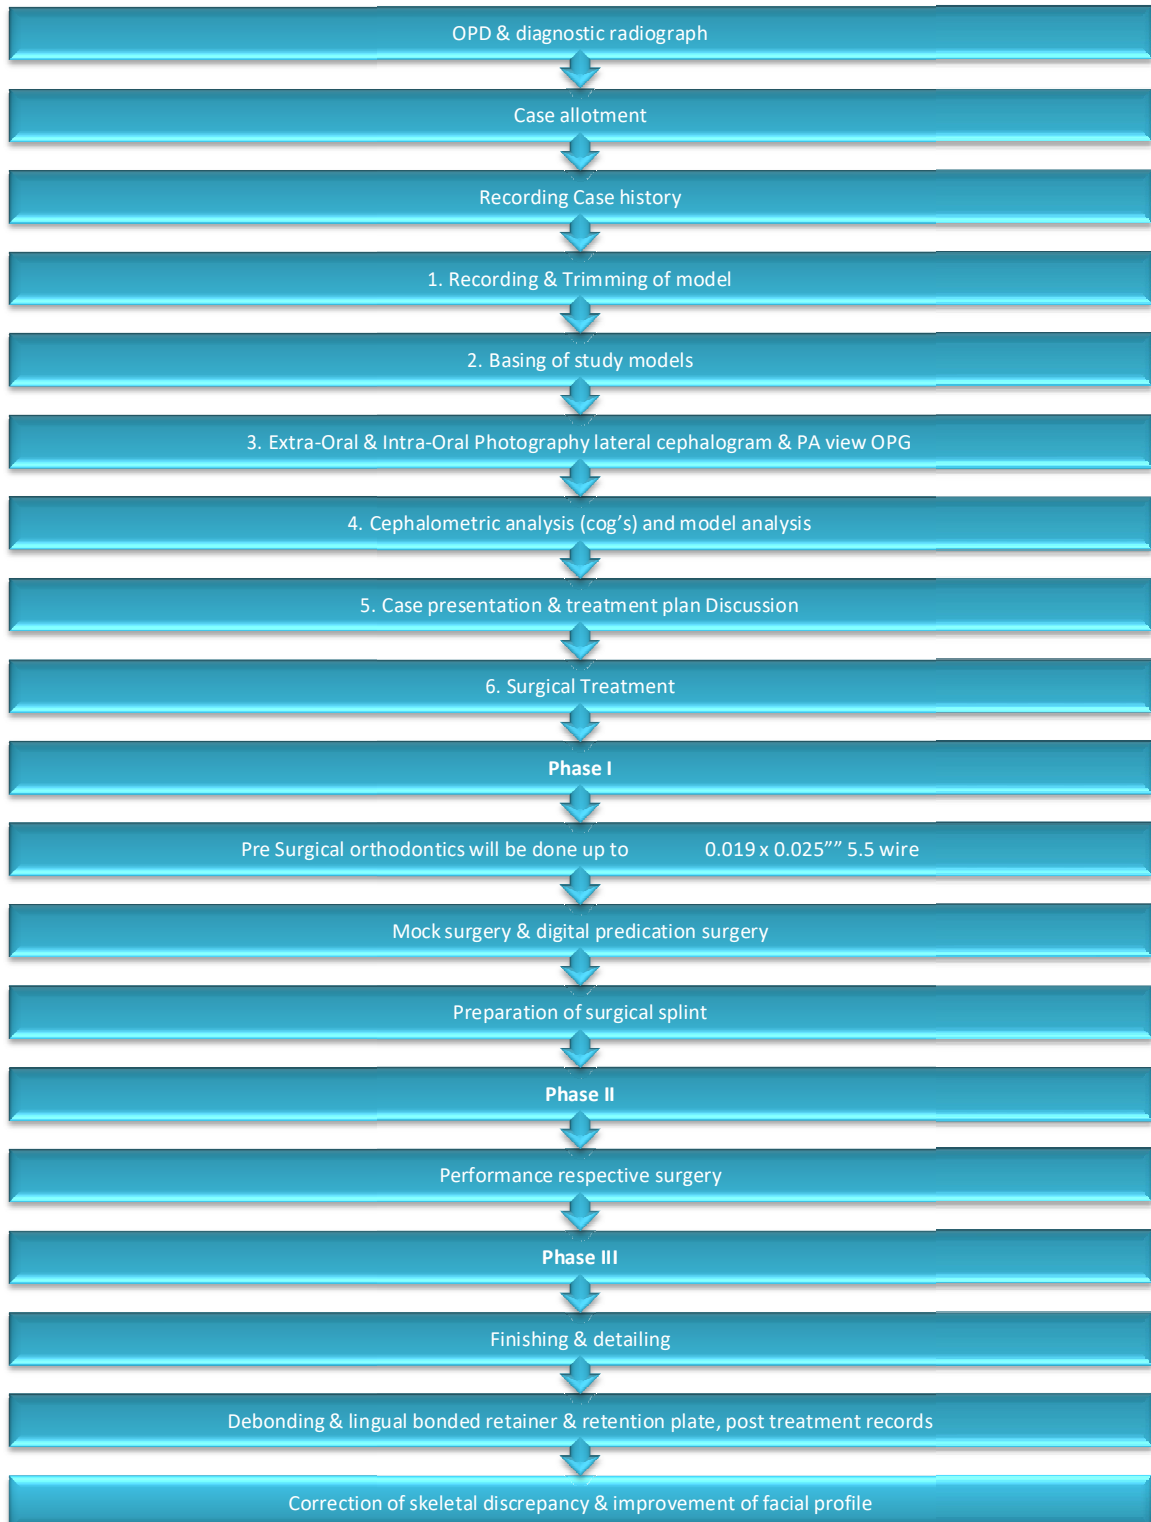 OPD & diagnostic radiograph
Case allotment
Recording Case history
1. Recording & Trimming of model
2. Basing of study models
3. Extra-Oral & Intra-Oral Photography lateral cephalogram & PA view OPG
4. Cephalometric analysis (cog’s) and model analysis
5. Case presentation & treatment plan Discussion
6. Surgical Treatment
Phase I
Pre Surgical orthodontics will be done up to 0.019 x 0.025”” 5.5 wire
Mock surgery & digital predication surgery
Preparation of surgical splint
Phase II
Performance respective surgery
Phase III
Finishing & detailing
Debonding & lingual bonded retainer & retention plate, post treatment records
Correction of skeletal discrepancy & improvement of facial profile